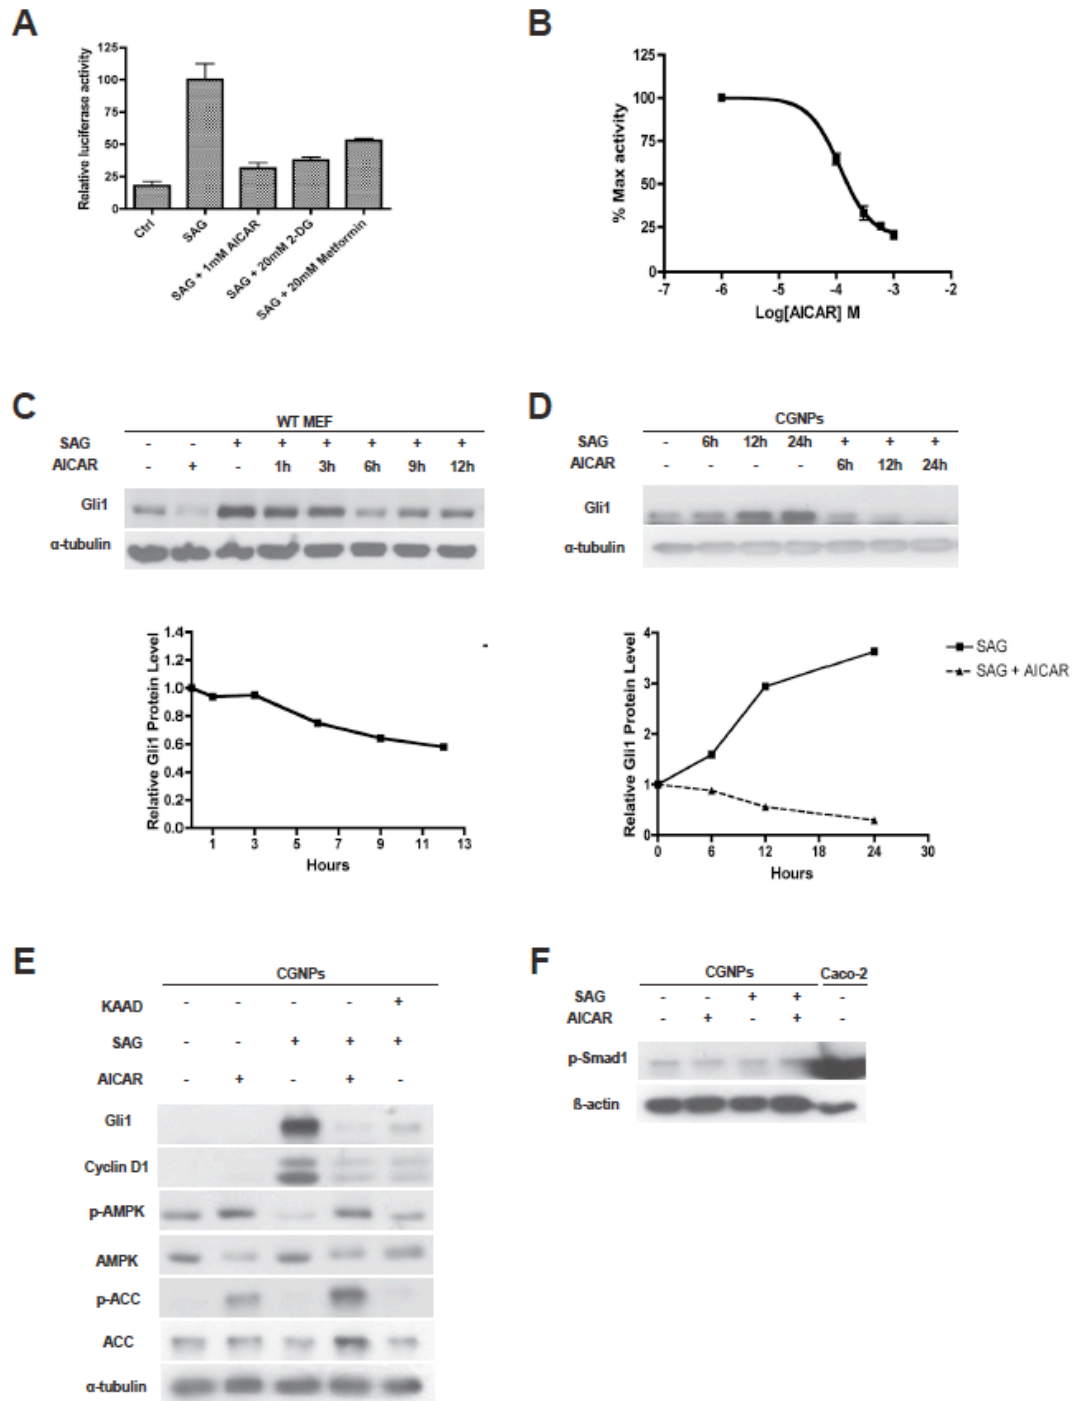 A
Relative luciferase activity
125
100
75
50
25
0
Ctrl
SAG
SAG + 1mM AICAR
SAG + 20mM 2-DG
SAG + 20mM Metformin
B
% Max activity
125
100
75
50
25
0
-7 -6 -5 -4 -3 -2
Log[AICAR] M
C
WT MEF
SAG - - + + + + + +
AICAR - + - 1h 3h 6h 9h 12h
Gli1
α-tubulin
Relative Gli1 Protein Level
1.4
1.2
1.0
0.8
0.6
0.4
0.2
0.0
1 3 5 7 9 11 13
Hours
D
CGNPs
SAG - 6h 12h 24h + + +
AICAR - - - - 6h 12h 24h
Gli1
α-tubulin
Relative Gli1 Protein Level
4
3
2
1
0
0 6 12 18 24 30
Hours
SAG
SAG + AICAR
E
CGNPs
KAAD - - - - +
SAG - - + + +
AICAR - + - + -
Gli1
Cyclin D1
p-AMPK
AMPK
p-ACC
ACC
α-tubulin
F
CGNPs Caco-2
SAG - - + + -
AICAR - + - + -
p-Smad1
ß-actin